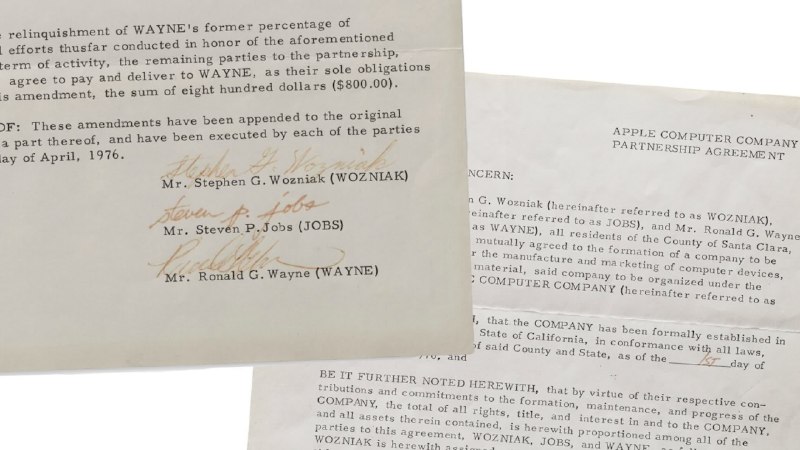 relinquishment of WAYNE's former percentage of
efforts thusfar conducted in honor of the aforementioned
term of activity, the remaining parties to the partnership,
agree to pay and deliver to WAYNE, as their sole obligations
is amendment, the sum of eight hundred dollars ($800.00).
OF: These amendments have been appended to the original
a part thereof, and have been executed by each of the parties
day of April, 1976.
Stephen G. Wozniak
Mr. Stephen G. Wozniak (WOZNIAK)
steven p. jobs
Mr. Steven P. Jobs (JOBS)
Mr. Ronald G. Wayne (WAYNE)
APPLE COMPUTER COMPANY
PARTNERSHIP AGREEMENT
NCERN:
n G. Wozniak (hereinafter referred to as WOZNIAK),
einafter referred to as JOBS), and Mr. Ronald G. Wayne
as WAYNE), all residents of the County of Santa Clara,
mutually agreed to the formation of a company to be
r the manufacture and marketing of computer devices,
material, said company to be organized under the
C COMPUTER COMPANY (hereinafter referred to as
, that the COMPANY has been formally established in
State of California, in conformance with all laws,
of said County and State, as of the 1st day of
and
BE IT FURTHER NOTED HEREWITH, that by virtue of their respective con-
tributions and commitments to the formation, maintenance, and progress of the
COMPANY, the total of all rights, title, and interest in and to the COMPANY,
and all assets therein contained, is herewith proportioned among all of the
parties to this agreement, WOZNIAK, JOBS, and WAYNE,
WOZNIAK is herewith